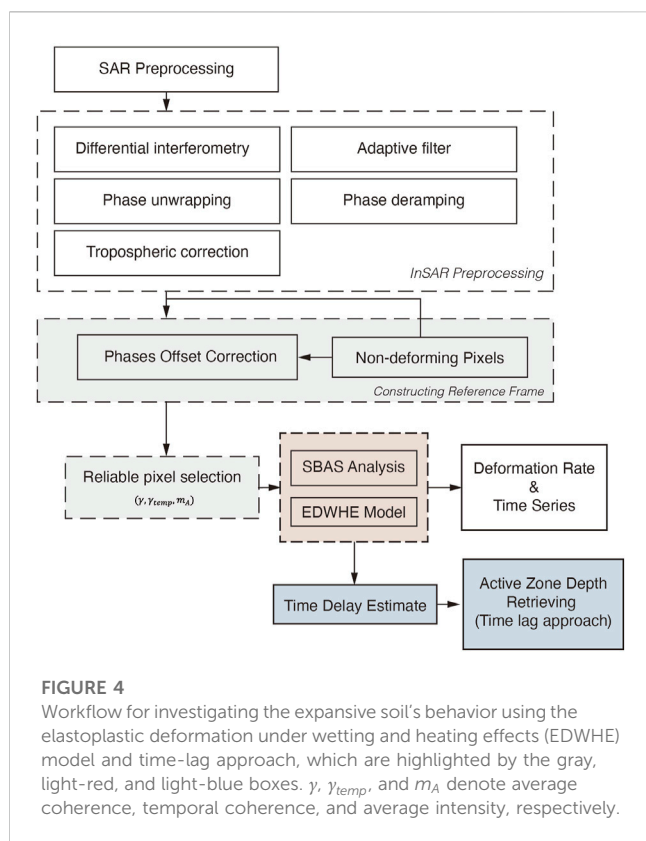 SAR Preprocessing
Differential interferometry
Adaptive filter
Phase unwrapping
Phase deramping
Tropospheric correction
InSAR Preprocessing
Phases Offset Correction
Non-deforming Pixels
Constructing Reference Frame
Reliable pixel selection
(γ, γtemp, mA)
SBAS Analysis
EDWHE Model
Deformation Rate
&
Time Series
Time Delay Estimate
Active Zone Depth
Retrieving
(Time lag approach)
FIGURE 4
Workflow for investigating the expansive soil's behavior using the
elastoplastic deformation under wetting and heating effects (EDWHE)
model and time-lag approach, which are highlighted by the gray,
light-red, and light-blue boxes. γ, γtemp, and mA denote average
coherence, temporal coherence, and average intensity, respectively.